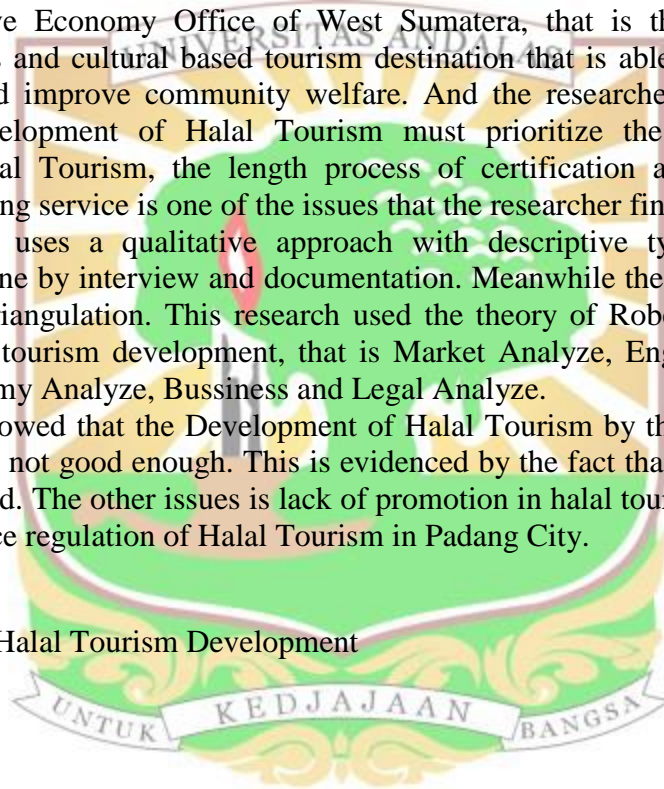 ve Economy Office of West Sumatera, that is th
UNIVERSITAS ANDALAS
s and cultural based tourism destination that is able
d improve community welfare. And the researche
elopment of Halal Tourism must prioritize the
al Tourism, the length process of certification a
ng service is one of the issues that the researcher fin
uses a qualitative approach with descriptive ty
ne by interview and documentation. Meanwhile the
riangulation. This research used the theory of Robe
tourism development, that is Market Analyze, Eng
my Analyze, Bussiness and Legal Analyze.
owed that the Development of Halal Tourism by th
not good enough. This is evidenced by the fact tha
d. The other issues is lack of promotion in halal tour
ce regulation of Halal Tourism in Padang City.
Halal Tourism Development
UNTUK KEDJAJAAN BANGSA